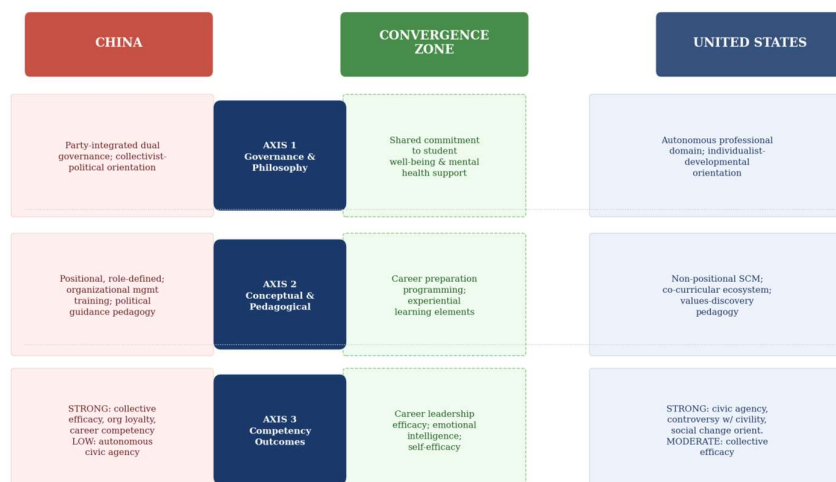 CHINA
CONVERGENCE
ZONE
UNITED STATES
Party-integrated dual
governance; collectivist-
political orientation
AXIS 1
Governance &
Philosophy
Shared commitment
to student
well-being & mental
health support
Autonomous professional
domain; individualist-
developmental
orientation
Positional, role-defined;
organizational mgmt
training; political
guidance pedagogy
AXIS 2
Conceptual &
Pedagogical
Career preparation
programming;
experiential
learning elements
Non-positional SCM;
co-curricular ecosystem;
values-discovery
pedagogy
STRONG: collective
efficacy, org loyalty,
career competency
LOW: autonomous
civic agency
AXIS 3
Competency
Outcomes
Career leadership
efficacy; emotional
intelligence;
self-efficacy
STRONG: civic agency,
controversy w/ civility,
social change orient.
MODERATE: collective
efficacy